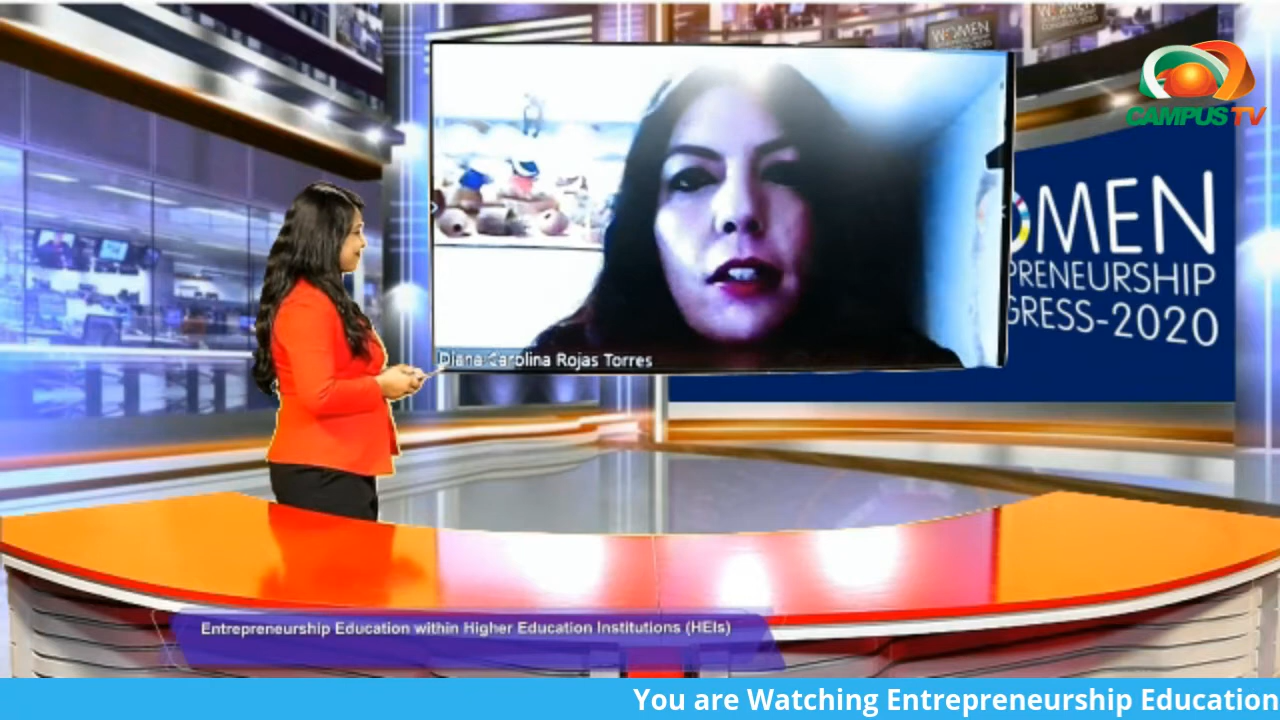 WOMEN
CAMPUS TV
OMEN
PRENEURSHIP
GRESS-2020
Diana Carolina Rojas Torres
Entrepreneurship Education within Higher Education Institutions (HEIs)
You are Watching Entrepreneurship Education